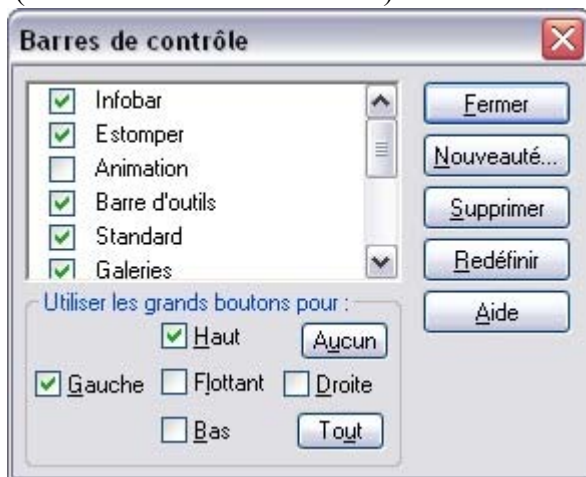 Barres de contrôle
Infobar
Estomper
Animation
Barre d'outils
Standard
Galeries
Fermer
Nouveauté...
Supprimer
Redéfinir
Aide
Utiliser les grands boutons pour :
Haut
Aucun
Gauche
Flottant
Droite
Bas
Tout